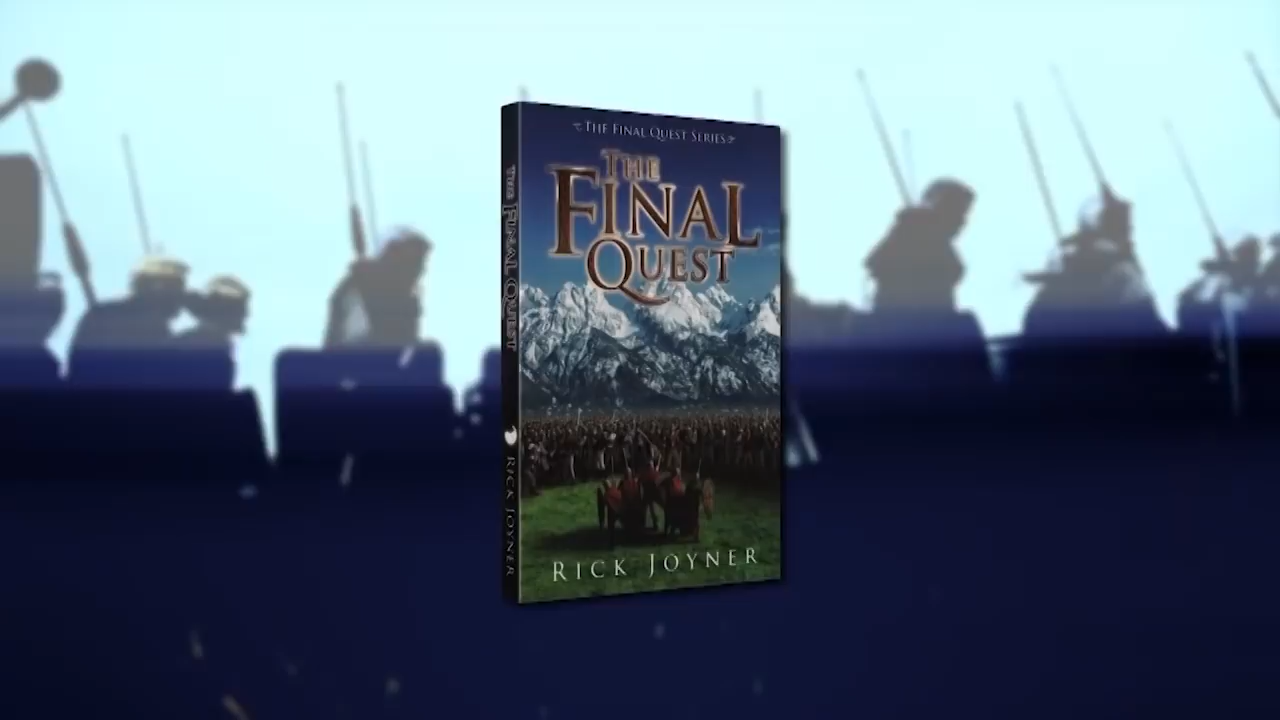 THE FINAL QUEST SERIES
THE
FINAL
QUEST
RICK JOYNER
THE FINAL QUEST
RICK JOYNER